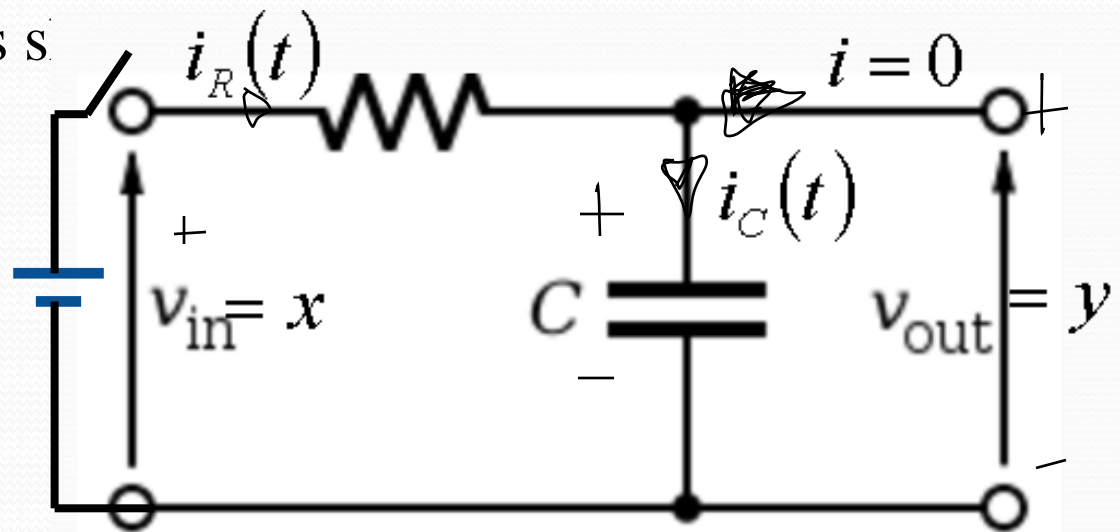 s s
i_R(t)
i = 0
+
i_C(t)
+
+
v_in = x
C
v_out = y
−
−